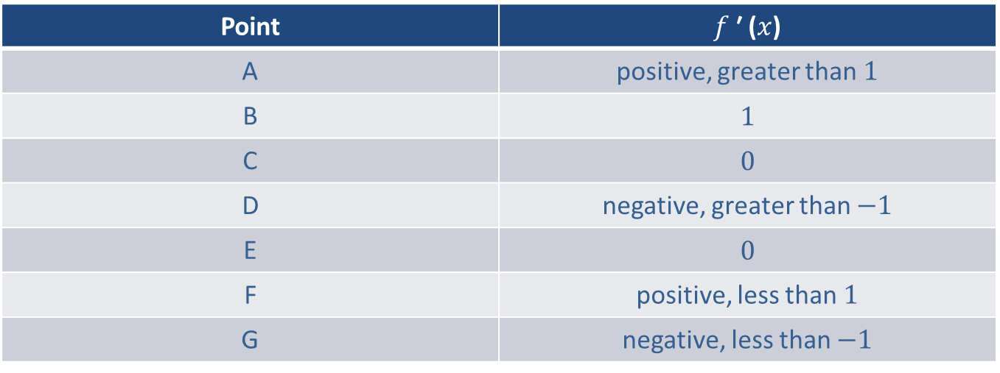 Point f ′(x)
A positive, greater than 1
B 1
C 0
D negative, greater than −1
E 0
F positive, less than 1
G negative, less than −1